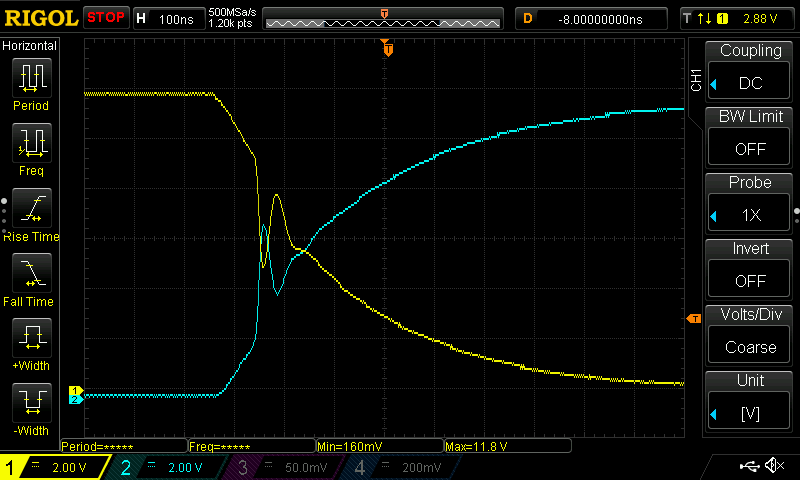 RIGOL STOP H 100ns 500MSa/s 1.20k pts D -8.00000000ns T 1 2.88 V
T
Horizontal
Period
Freq
Rise Time
Fall Time
+Width
-Width
CH1
Coupling
DC
BW Limit
OFF
Probe
1X
Invert
OFF
Volts/Div
Coarse
Unit
[V]
T
T
1
2
Period=***** Freq=***** Min=160mV Max=11.8 V
1 2.00 V 2 2.00 V 3 50.0mV 4 200mV